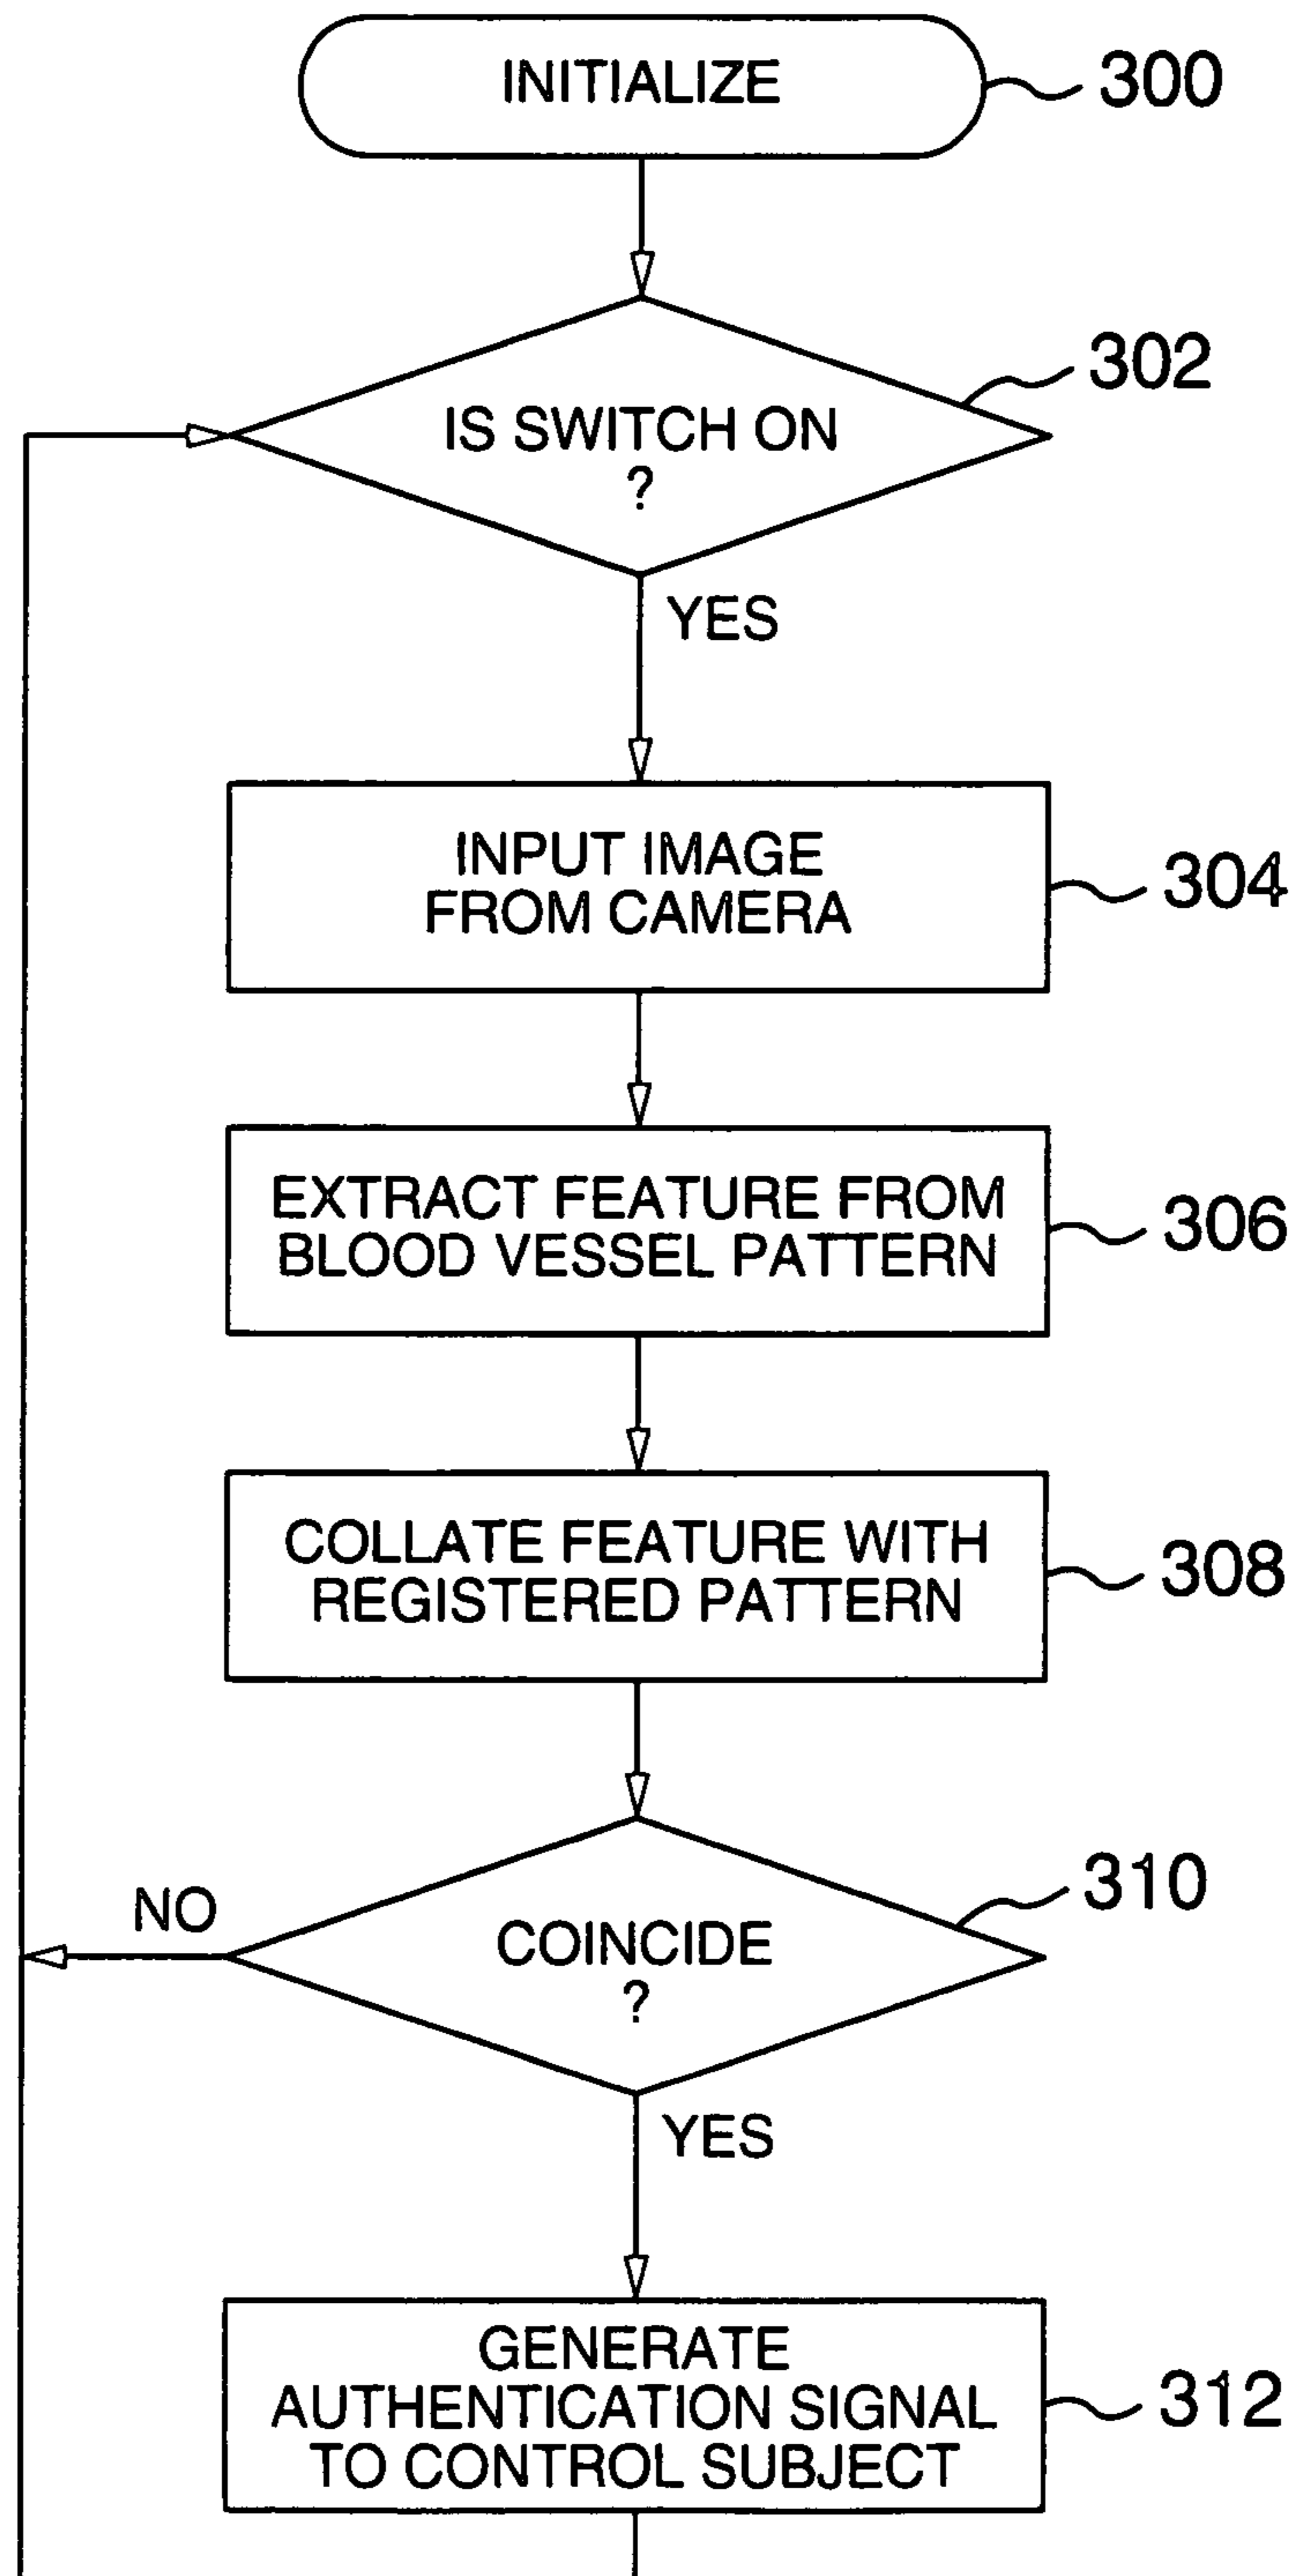 INITIALIZE
300
302
IS SWITCH ON
?
YES
INPUT IMAGE
FROM CAMERA
304
EXTRACT FEATURE FROM
BLOOD VESSEL PATTERN
306
COLLATE FEATURE WITH
REGISTERED PATTERN
308
310
NO
COINCIDE
?
YES
GENERATE
AUTHENTICATION SIGNAL
TO CONTROL SUBJECT
312